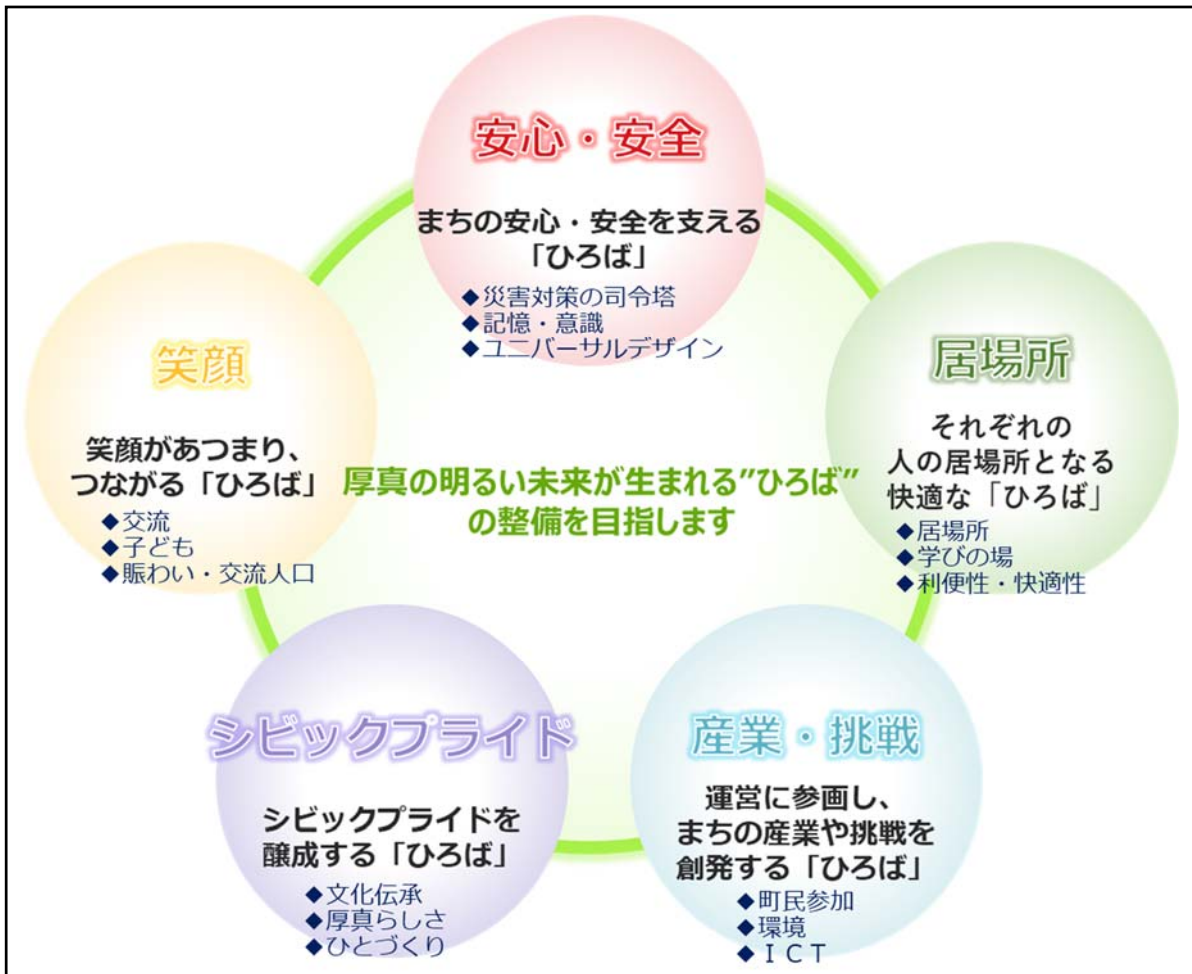 安心・安全
まちの安心・安全を支える
「ひろば」
◆災害対策の司令塔
◆記憶・意識
◆ユニバーサルデザイン
笑顔
笑顔があつまり、
つながる「ひろば」
◆交流
◆子ども
◆賑わい・交流人口
厚真の明るい未来が生まれる”ひろば”
の整備を目指します
居場所
それぞれの
人の居場所となる
快適な「ひろば」
◆居場所
◆学びの場
◆利便性・快適性
シビックプライド
シビックプライドを
醸成する「ひろば」
◆文化伝承
◆厚真らしさ
◆ひとづくり
産業・挑戦
運営に参画し、
まちの産業や挑戦を
創発する「ひろば」
◆町民参加
◆環境
◆ＩＣＴ